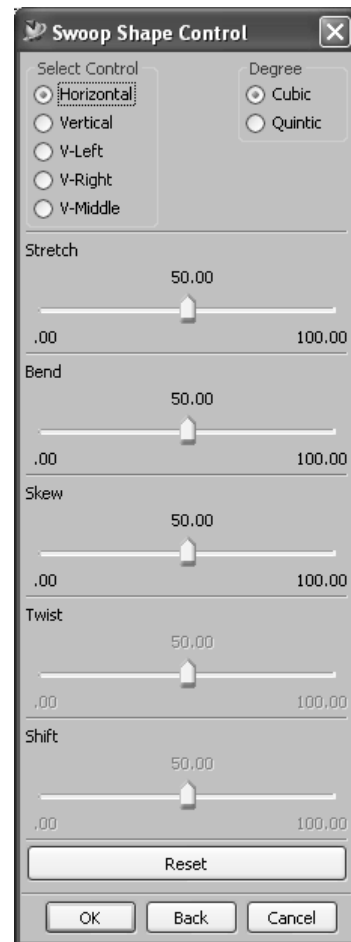 Swoop Shape Control
Select Control
Horizontal
Vertical
V-Left
V-Right
V-Middle
Degree
Cubic
Quintic
Stretch
50.00
.00 100.00
Bend
50.00
.00 100.00
Skew
50.00
.00 100.00
Twist
50.00
.00 100.00
Shift
50.00
.00 100.00
Reset
OK Back Cancel